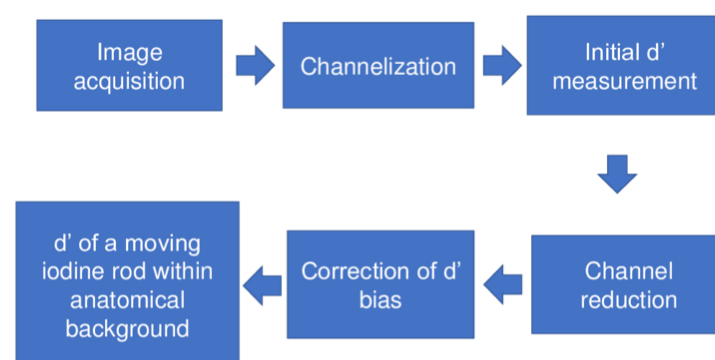 Image
acquisition
Channelization
Initial d’
measurement
Channel
reduction
Correction of d’
bias
d’ of a moving
iodine rod within
anatomical
background